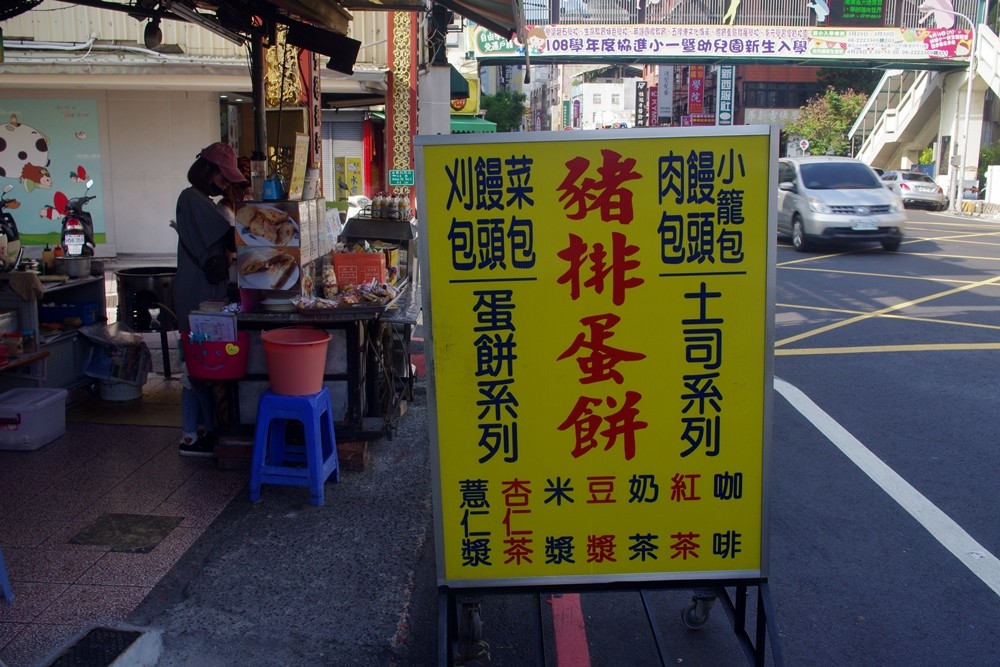 108學年度協進小一暨幼兒園新生入學
學院
小籠包
饅頭
肉包
土司系列
豬排蛋餅
菜包
饅頭
刈包
蛋餅系列
咖啡
紅茶
奶茶
豆漿
米漿
杏仁茶
薏仁漿